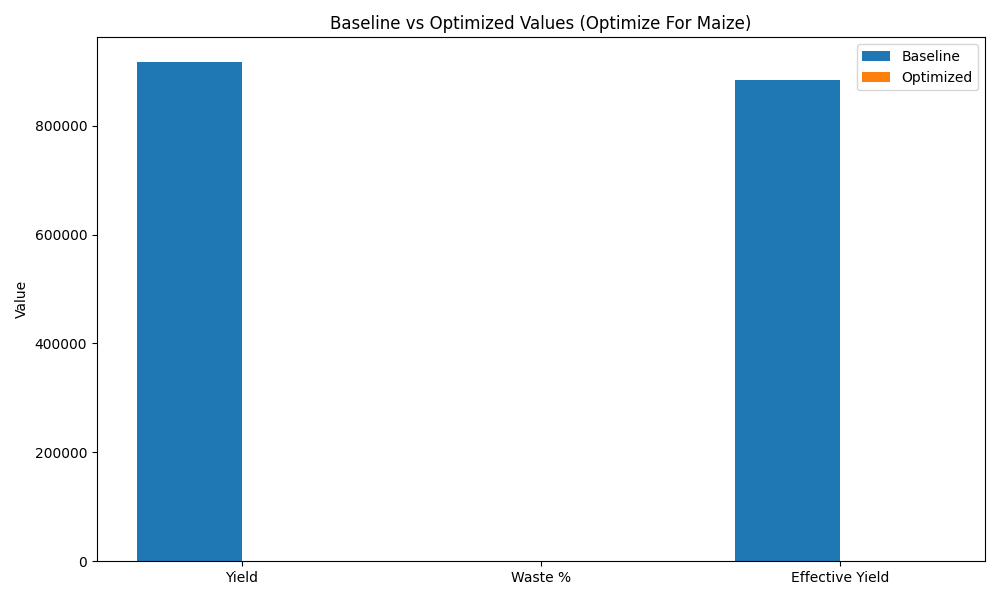 Baseline vs Optimized Values (Optimize For Maize)
Baseline
Optimized
Value
800000
600000
400000
200000
0
Yield
Waste %
Effective Yield